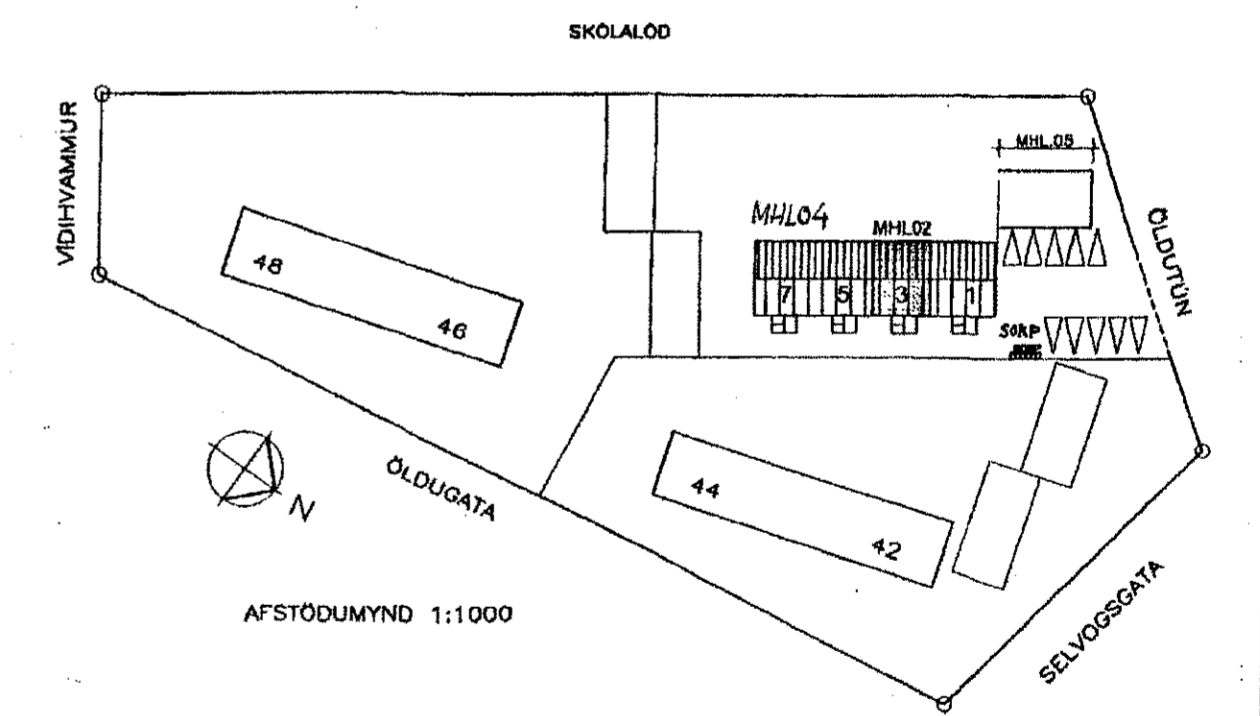 SKÓLALÓÐ
VÍÐIHVAMMUR
MHL.05
MHL04
MHL02
ÖLDUTÚN
48
46
7 5 3 1
SORP
ÖLDUGATA
N
44
42
AFSTÖÐUMYND 1:1000
SELVOGSGATA